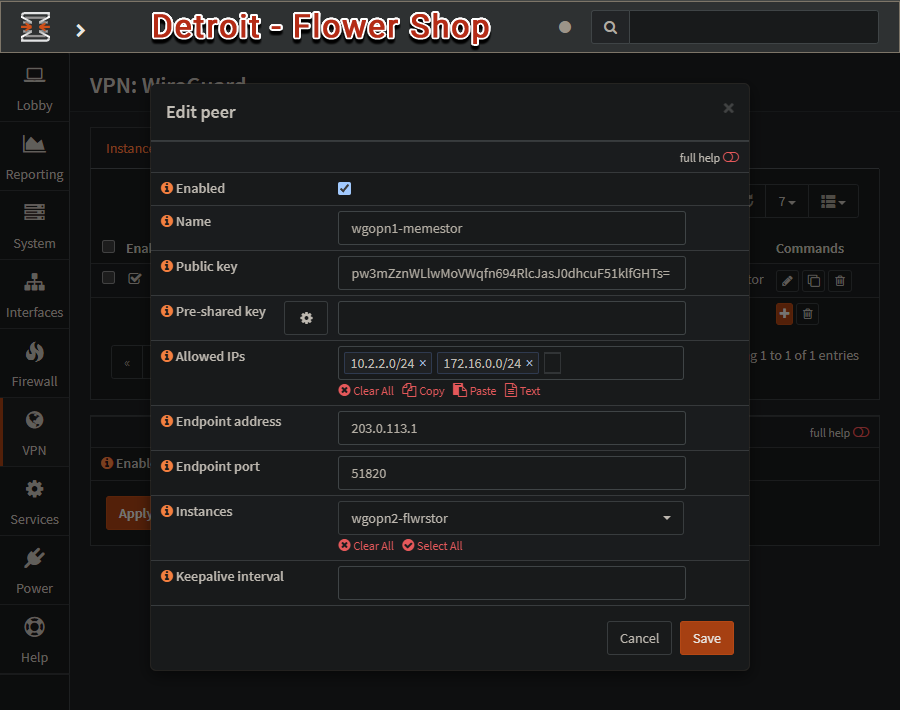 Detroit - Flower Shop
Lobby
Reporting
System
Interfaces
Firewall
VPN
Services
Power
Help
VPN: WireGuard
Edit peer
×
full help
Enabled
Name
wgopn1-memestor
Public key
pw3mZznWLlwMoVWqfn694RlcJasJ0dhcuF51klfGHTs=
Pre-shared key
Allowed IPs
10.2.2.0/24 × 172.16.0.0/24 ×
Clear All Copy Paste Text
Endpoint address
203.0.113.1
Endpoint port
51820
Instances
wgopn2-flwrstor
Clear All Select All
Keepalive interval
Cancel Save
Instanc
7
Enal
Commands
tor
«
g 1 to 1 of 1 entries
full help
Enabl
Apply